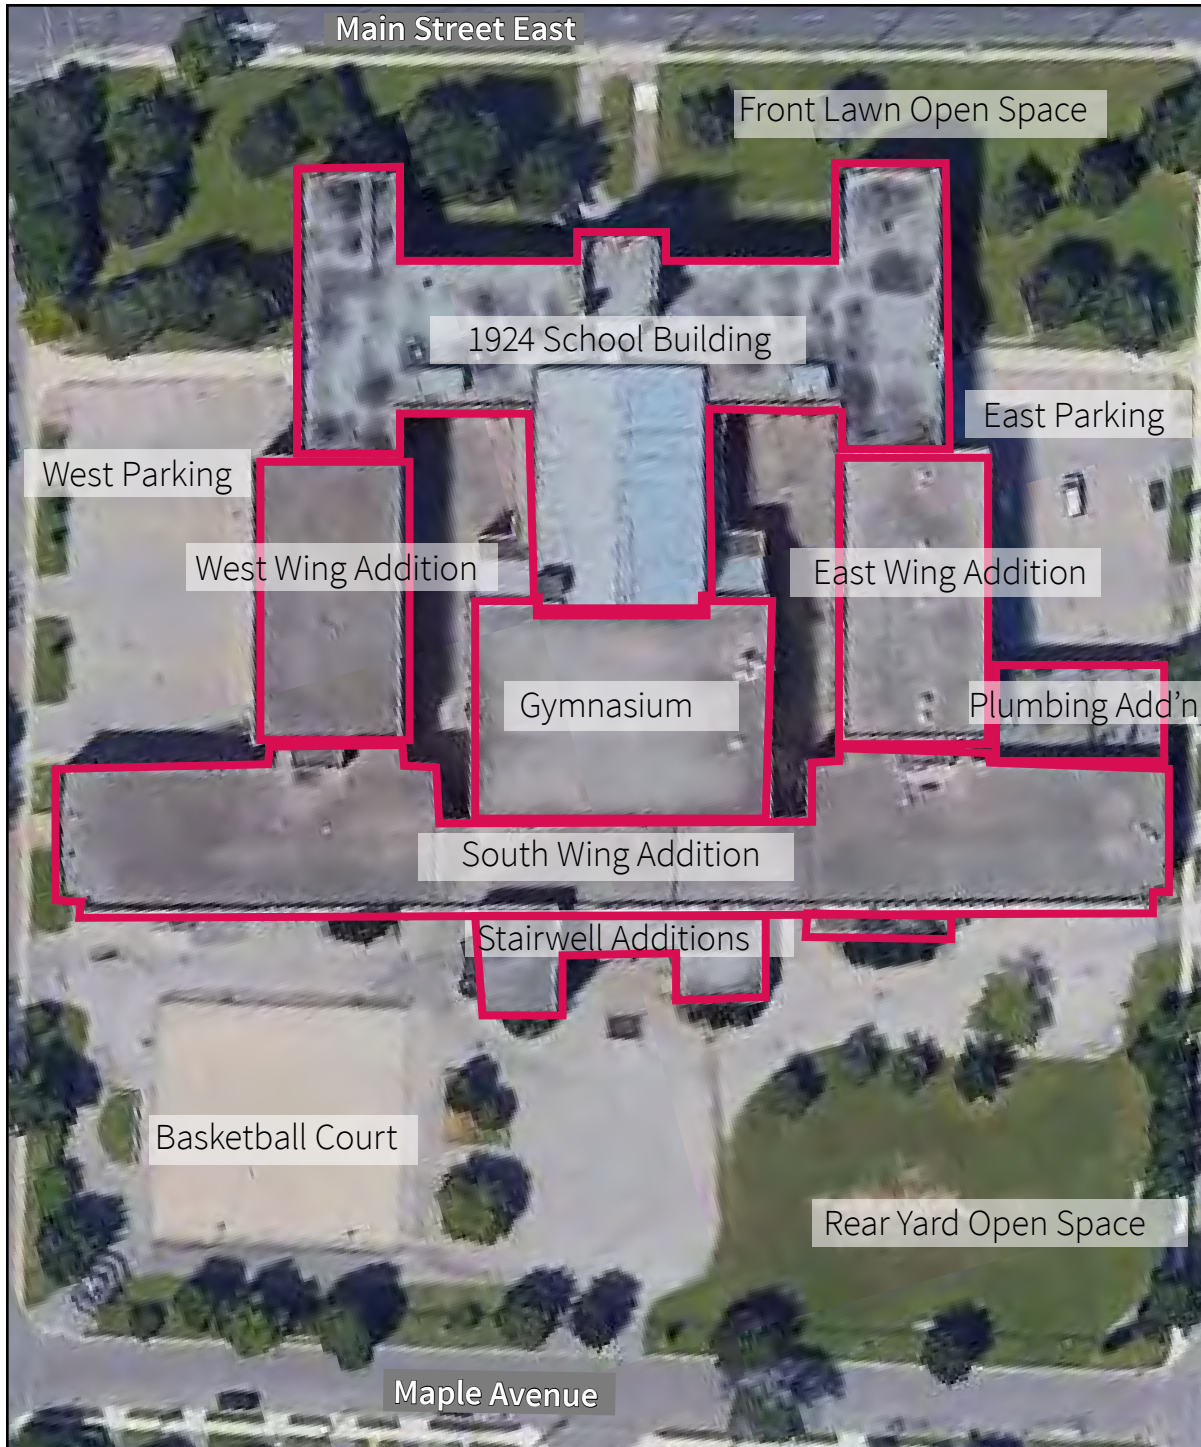 Main Street East
Front Lawn Open Space
1924 School Building
East Parking
West Parking
West Wing Addition
East Wing Addition
Gymnasium
Plumbing Add'n
South Wing Addition
Stairwell Additions
Basketball Court
Rear Yard Open Space
Maple Avenue